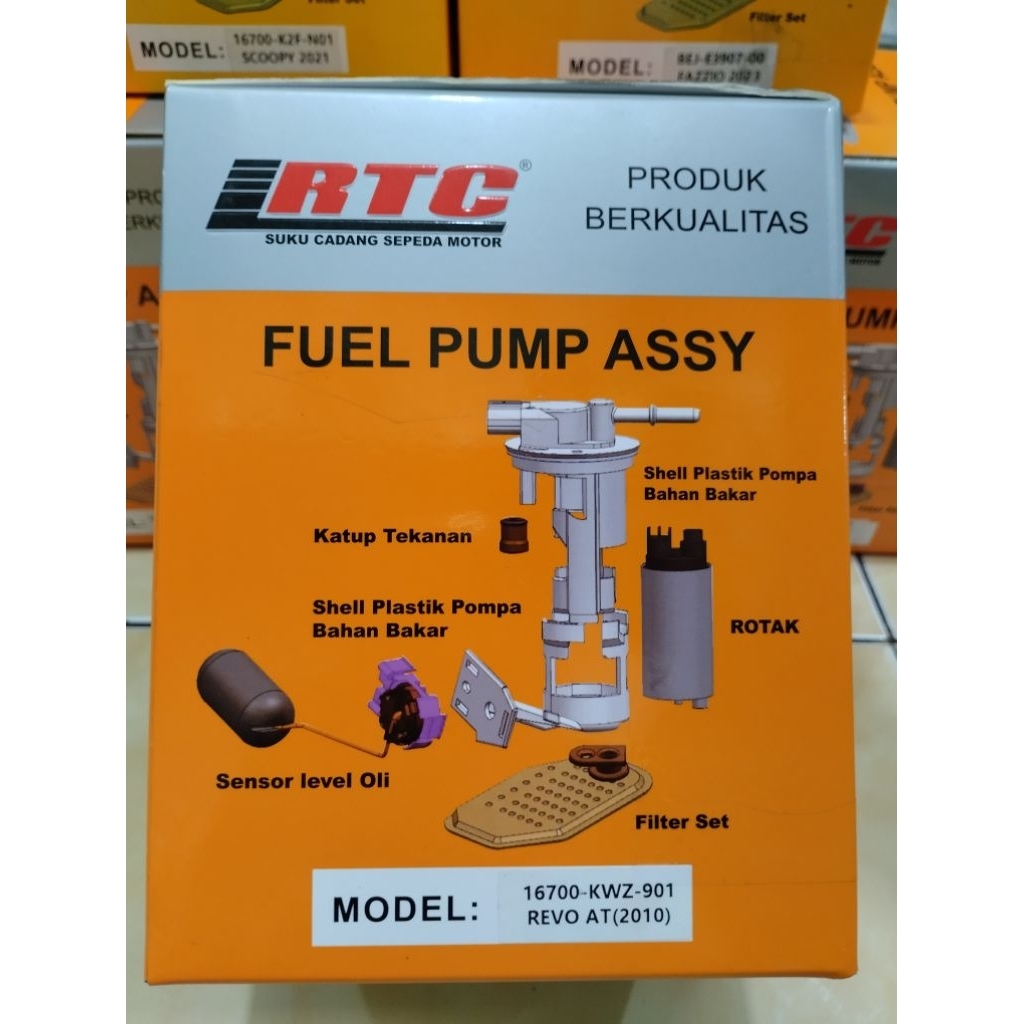 Filter Set
MODEL: 16700-K2F-N01
SCOOPY 2021
MODEL:
RTC®
SUKU CADANG SEPEDA MOTOR
PRODUK
BERKUALITAS
FUEL PUMP ASSY
Shell Plastik Pompa
Bahan Bakar
Katup Tekanan
Shell Plastik Pompa
Bahan Bakar
ROTAK
Sensor level Oli
Filter Set
MODEL: 16700-KWZ-901
REVO AT(2010)
RTC